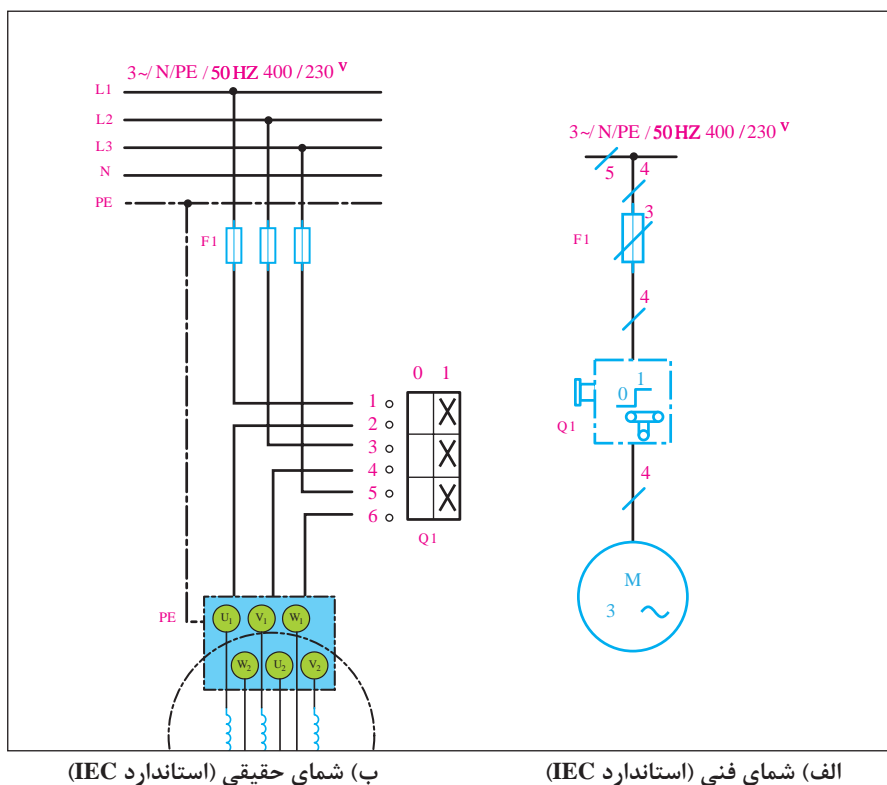 3~/ N/PE / 50 HZ 400 / 230 V
L1
L2
L3
N
PE
F1
0 1
1
2
3
4
5
6
Q1
PE
U1 V1 W1
W2 U2 V2
3~/ N/PE / 50 HZ 400 / 230 V
5 4
3
F1
4
1
0
Q1
4
M
3 ~
الف) شمای فنی (استاندارد IEC)
ب) شمای حقیقی (استاندارد IEC)